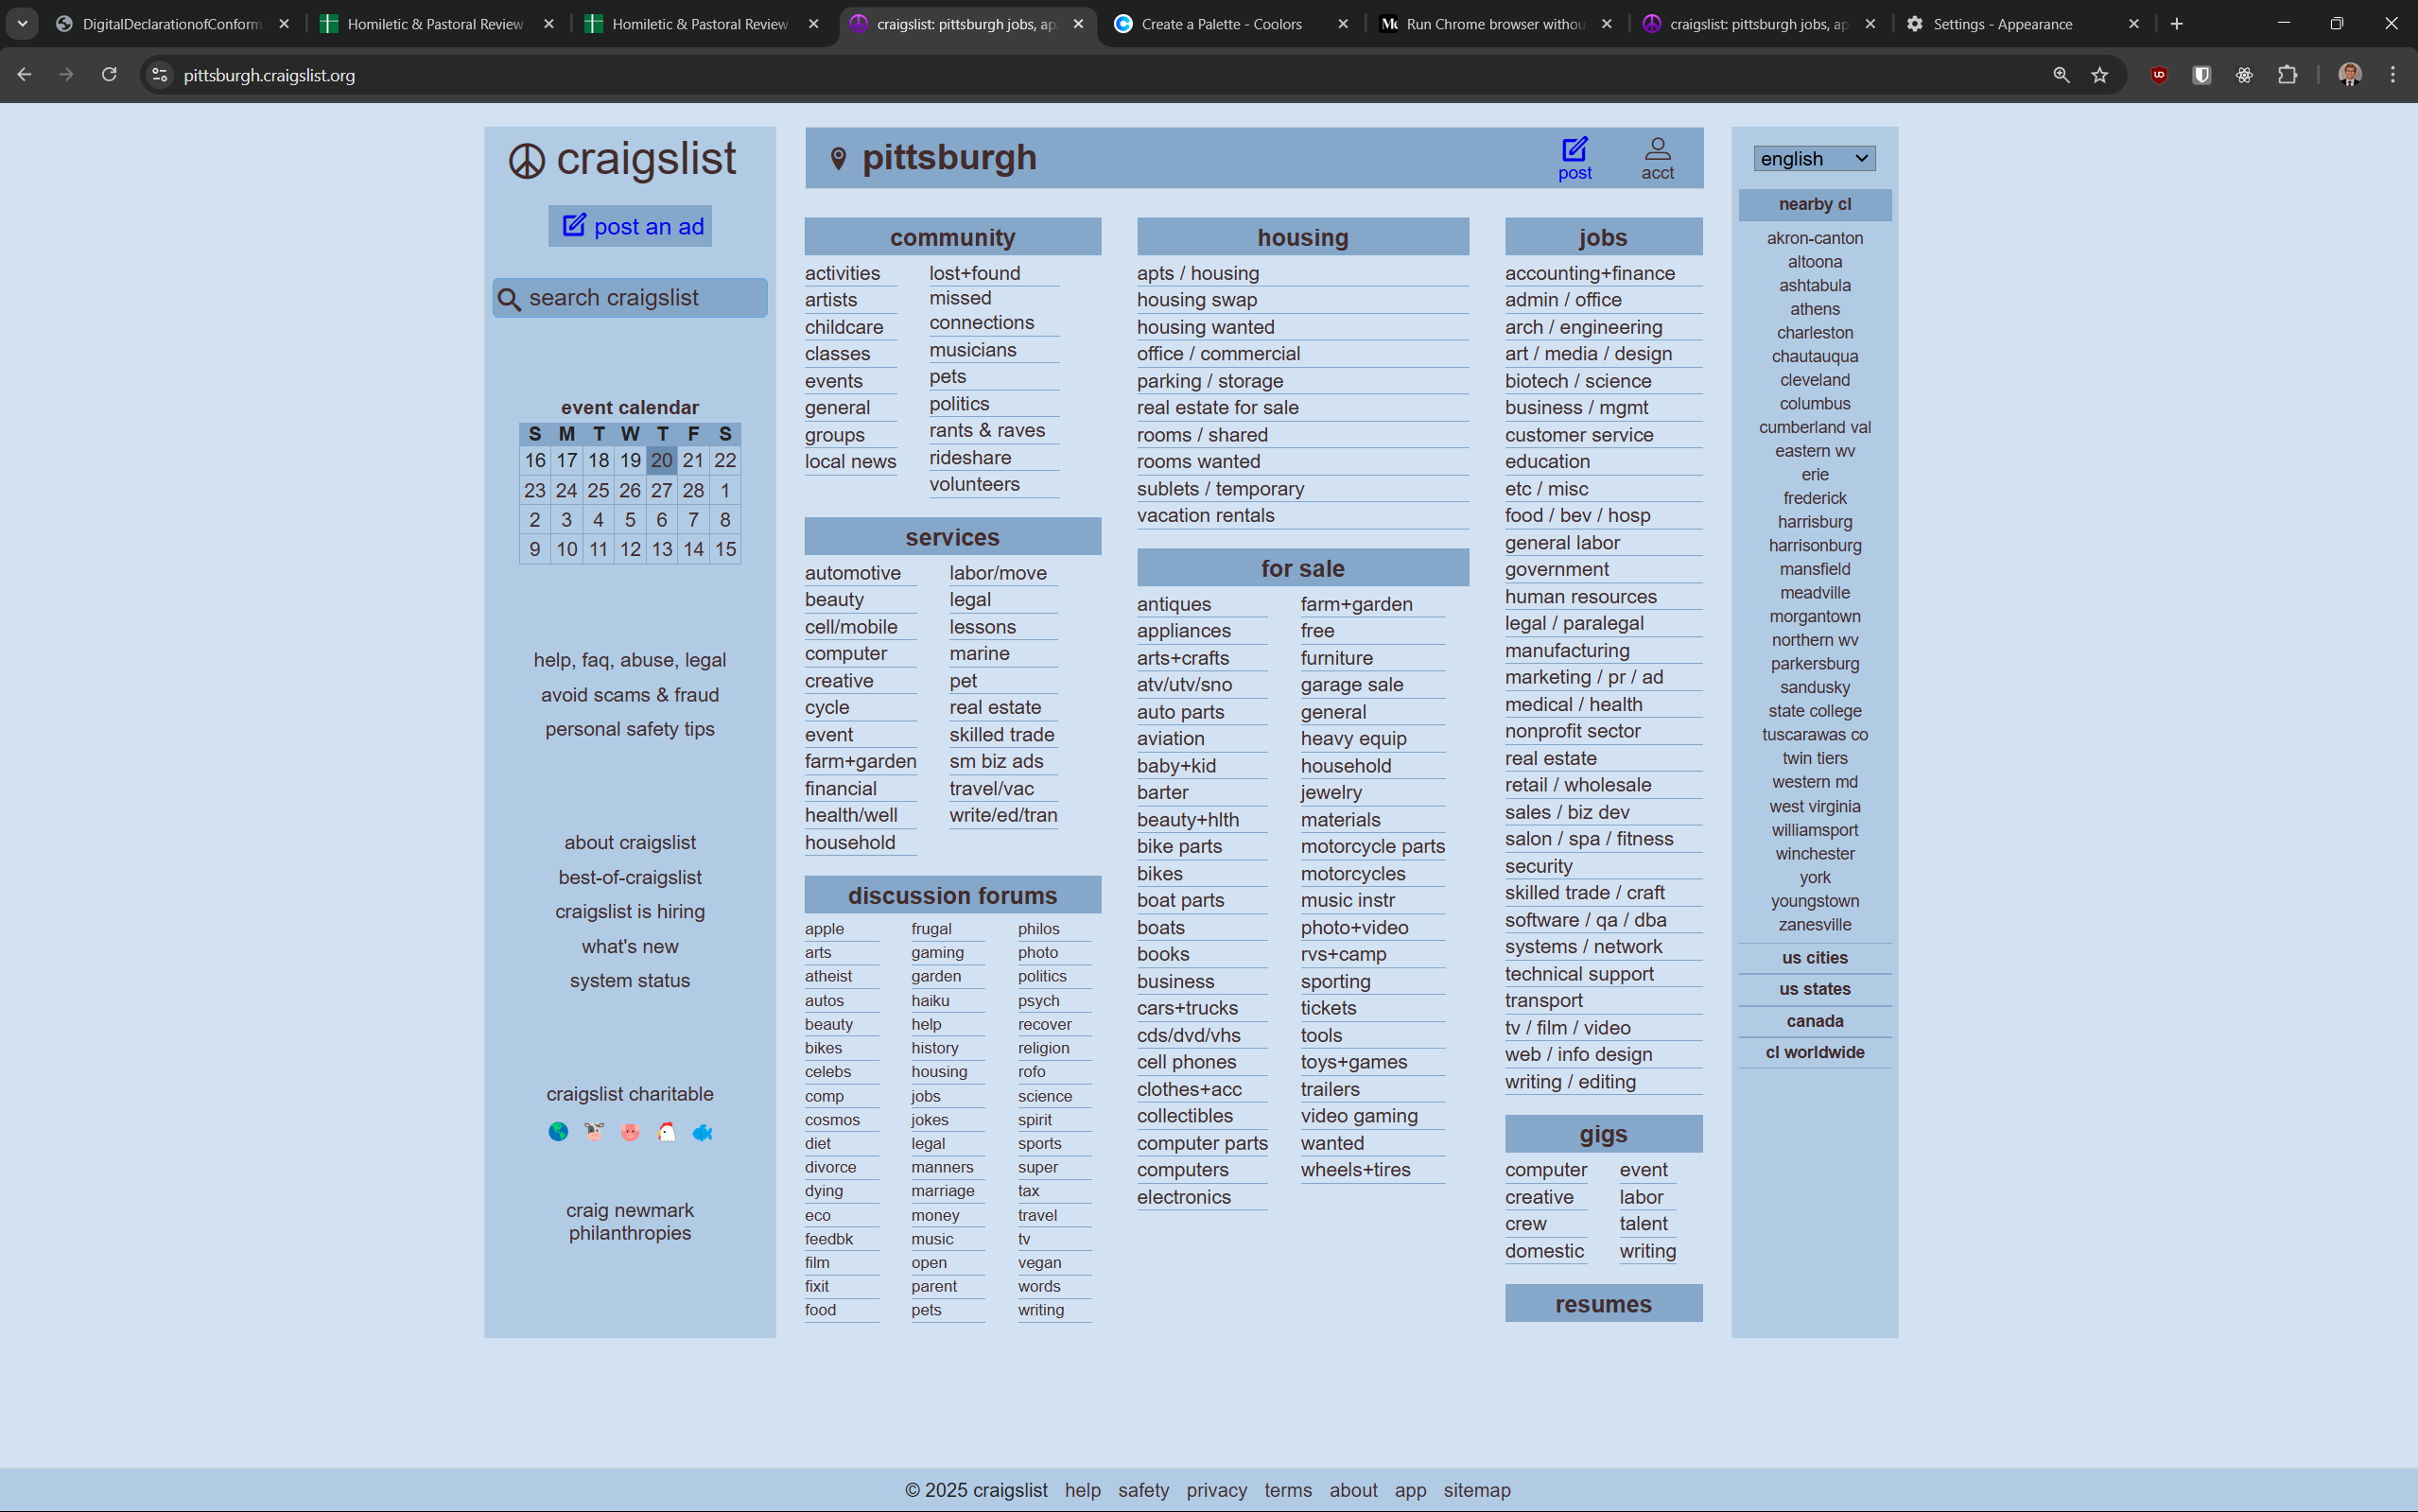 DigitalDeclarationofConform
Homiletic & Pastoral Review
Homiletic & Pastoral Review
craigslist: pittsburgh jobs, ap
Create a Palette - Coolors
Run Chrome browser withou
craigslist: pittsburgh jobs, ap
Settings - Appearance
pittsburgh.craigslist.org
craigslist
post an ad
search craigslist
event calendar
S M T W T F S
16 17 18 19 20 21 22
23 24 25 26 27 28 1
2 3 4 5 6 7 8
9 10 11 12 13 14 15
help, faq, abuse, legal
avoid scams & fraud
personal safety tips
about craigslist
best-of-craigslist
craigslist is hiring
what's new
system status
craigslist charitable
craig newmark
philanthropies
pittsburgh
post
acct
community
activities
artists
childcare
classes
events
general
groups
local news
lost+found
missed
connections
musicians
pets
politics
rants & raves
rideshare
volunteers
services
automotive
beauty
cell/mobile
computer
creative
cycle
event
farm+garden
financial
health/well
household
labor/move
legal
lessons
marine
pet
real estate
skilled trade
sm biz ads
travel/vac
write/ed/tran
discussion forums
apple
arts
atheist
autos
beauty
bikes
celebs
comp
cosmos
diet
divorce
dying
eco
feedbk
film
fixit
food
frugal
gaming
garden
haiku
help
history
housing
jobs
jokes
legal
manners
marriage
money
music
open
parent
pets
philos
photo
politics
psych
recover
religion
rofo
science
spirit
sports
super
tax
travel
tv
vegan
words
writing
housing
apts / housing
housing swap
housing wanted
office / commercial
parking / storage
real estate for sale
rooms / shared
rooms wanted
sublets / temporary
vacation rentals
for sale
antiques
appliances
arts+crafts
atv/utv/sno
auto parts
aviation
baby+kid
barter
beauty+hlth
bike parts
bikes
boat parts
boats
books
business
cars+trucks
cds/dvd/vhs
cell phones
clothes+acc
collectibles
computer parts
computers
electronics
farm+garden
free
furniture
garage sale
general
heavy equip
household
jewelry
materials
motorcycle parts
motorcycles
music instr
photo+video
rvs+camp
sporting
tickets
tools
toys+games
trailers
video gaming
wanted
wheels+tires
jobs
accounting+finance
admin / office
arch / engineering
art / media / design
biotech / science
business / mgmt
customer service
education
etc / misc
food / bev / hosp
general labor
government
human resources
legal / paralegal
manufacturing
marketing / pr / ad
medical / health
nonprofit sector
real estate
retail / wholesale
sales / biz dev
salon / spa / fitness
security
skilled trade / craft
software / qa / dba
systems / network
technical support
transport
tv / film / video
web / info design
writing / editing
gigs
computer
creative
crew
domestic
event
labor
talent
writing
resumes
english
nearby cl
akron-canton
altoona
ashtabula
athens
charleston
chautauqua
cleveland
columbus
cumberland val
eastern wv
erie
frederick
harrisburg
harrisonburg
mansfield
meadville
morgantown
northern wv
parkersburg
sandusky
state college
tuscarawas co
twin tiers
western md
west virginia
williamsport
winchester
york
youngstown
zanesville
us cities
us states
canada
cl worldwide
© 2025 craigslist help safety privacy terms about app sitemap